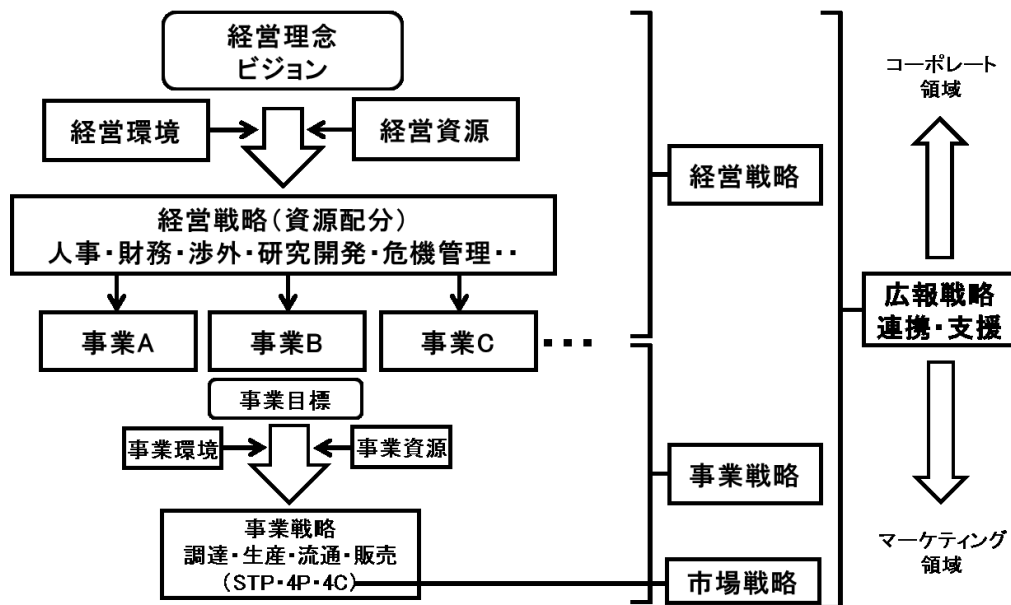 経営理念
ビジョン
経営環境
経営資源
経営戦略(資源配分)
人事・財務・渉外・研究開発・危機管理・・
事業A
事業B
事業C
・・・
事業目標
事業環境
事業資源
事業戦略
調達・生産・流通・販売
(STP・4P・4C)
経営戦略
事業戦略
市場戦略
コーポレート
領域
広報戦略
連携・支援
マーケティング
領域